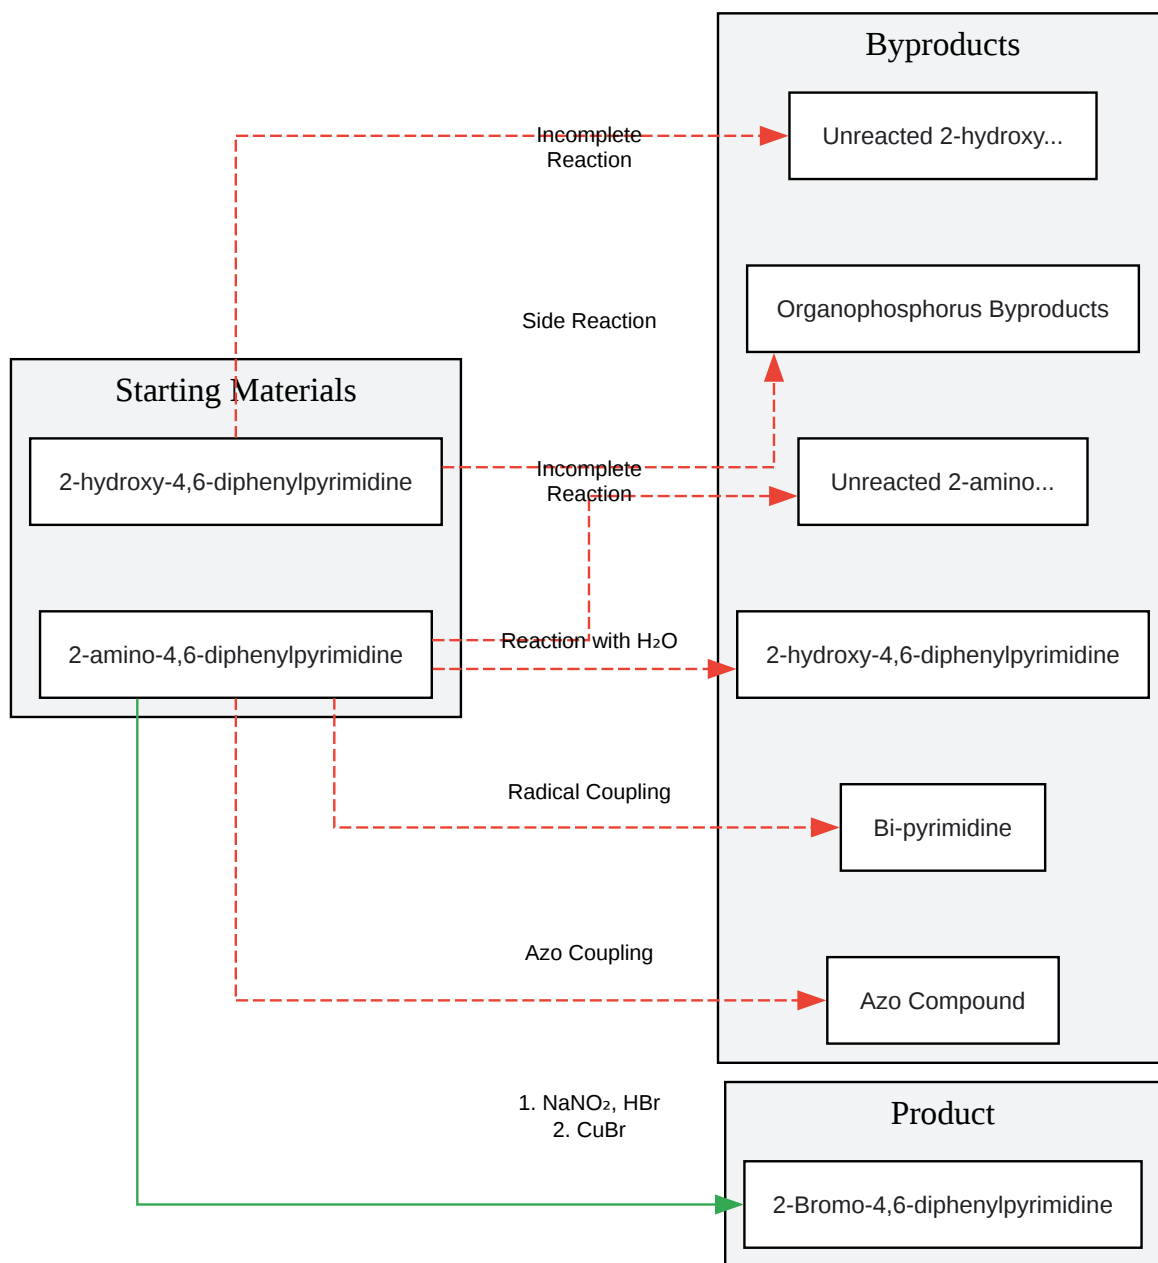 Byproducts
Unreacted 2-hydroxy...
Incomplete
Reaction
Organophosphorus Byproducts
Side Reaction
Starting Materials
2-hydroxy-4,6-diphenylpyrimidine
Incomplete
Reaction
Unreacted 2-amino...
2-amino-4,6-diphenylpyrimidine
Reaction with H₂O
2-hydroxy-4,6-diphenylpyrimidine
Radical Coupling
Bi-pyrimidine
Azo Coupling
Azo Compound
1. NaNO₂, HBr
2. CuBr
Product
2-Bromo-4,6-diphenylpyrimidine